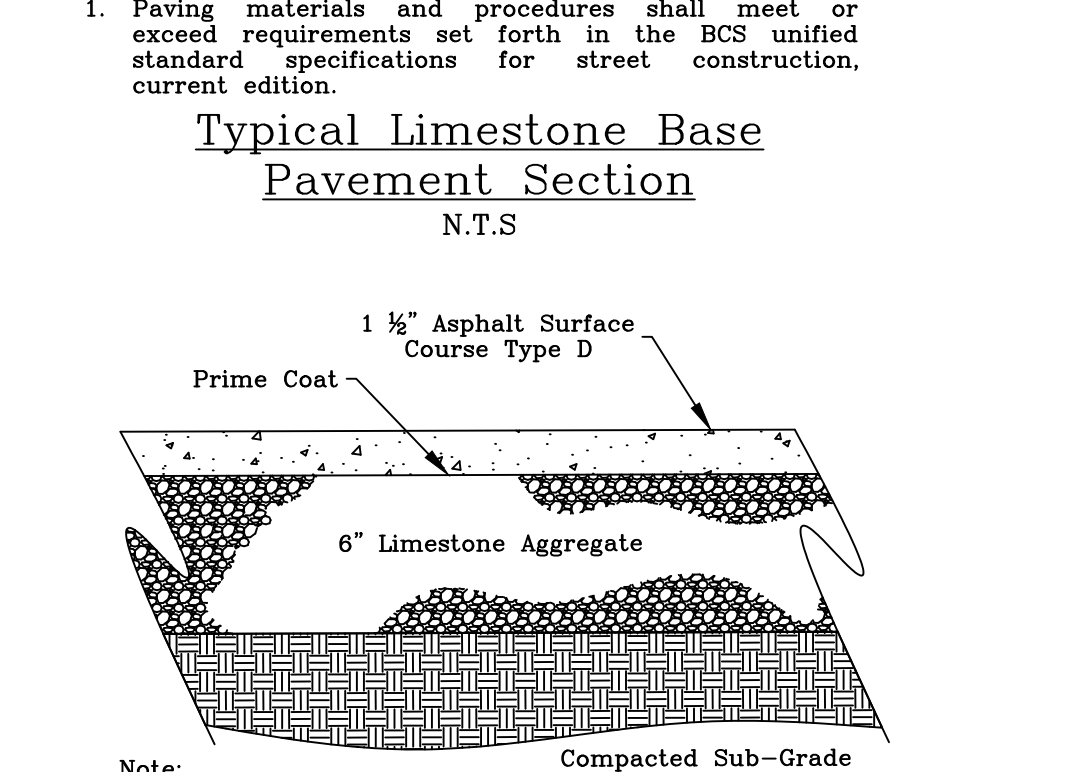 1. Paving materials and procedures shall meet or
exceed requirements set forth in the BCS unified
standard specifications for street construction,
current edition.
Typical Limestone Base
Pavement Section
N.T.S
1 ½” Asphalt Surface
Course Type D
Prime Coat
6” Limestone Aggregate
Compacted Sub-Grade
Note: